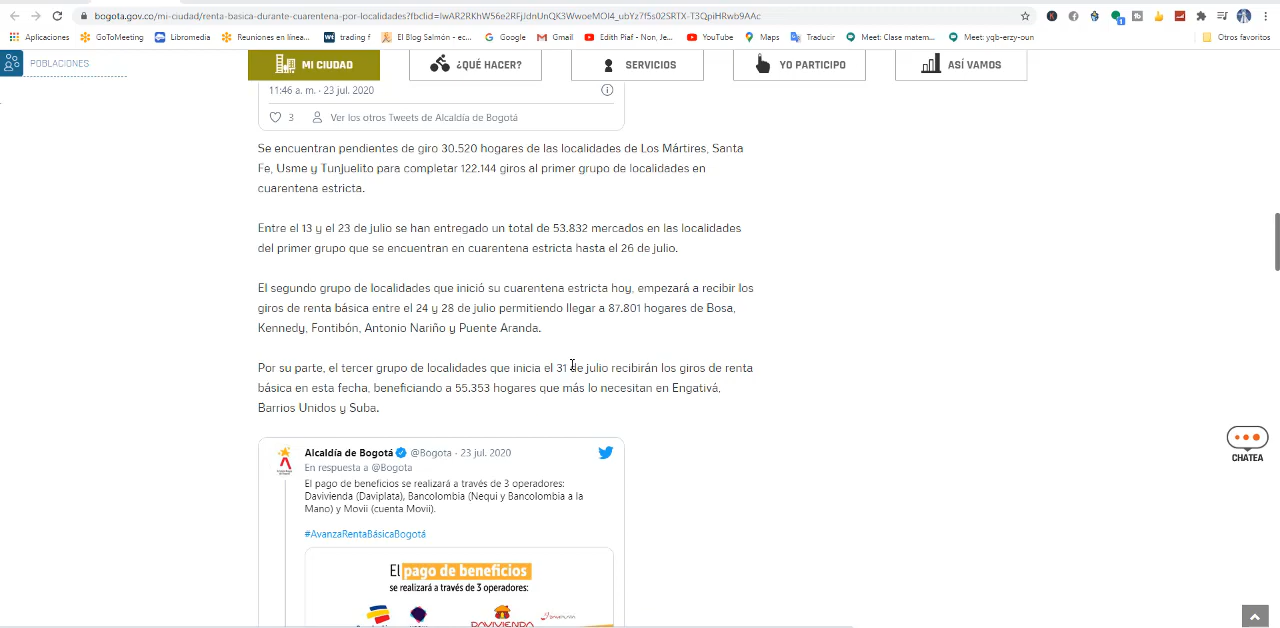 bogota.gov.co/mi-ciudad/renta-basica-durante-cuarentena-por-localidades?fbclid=IwAR2RKhW56e2RFjJdnUnQK3WwoeMOI4_ubYz7f5s02SRTX-T3QpiHRwb9AAc
Aplicaciones GoToMeeting Libromedia Reuniones en línea... trading f El Blog Salmón - ec... Google Gmail Edith Piaf - Non, Je... YouTube Maps Traducir Meet: Clase matem... Meet: yqb-erzy-oun Otros favoritos
POBLACIONES
MI CIUDAD ¿QUÉ HACER? SERVICIOS YO PARTICIPO ASÍ VAMOS
11:46 a. m. · 23 jul. 2020
3 Ver los otros Tweets de Alcaldía de Bogotá
Se encuentran pendientes de giro 30.520 hogares de las localidades de Los Mártires, Santa
Fe, Usme y Tunjuelito para completar 122.144 giros al primer grupo de localidades en
cuarentena estricta.
Entre el 13 y el 23 de julio se han entregado un total de 53.832 mercados en las localidades
del primer grupo que se encuentran en cuarentena estricta hasta el 26 de julio.
El segundo grupo de localidades que inició su cuarentena estricta hoy, empezará a recibir los
giros de renta básica entre el 24 y 28 de julio permitiendo llegar a 87.801 hogares de Bosa,
Kennedy, Fontibón, Antonio Nariño y Puente Aranda.
Por su parte, el tercer grupo de localidades que inicia el 31 de julio recibirán los giros de renta
básica en esta fecha, beneficiando a 55.353 hogares que más lo necesitan en Engativá,
Barrios Unidos y Suba.
Alcaldía de Bogotá @Bogota · 23 jul. 2020
En respuesta a @Bogota
El pago de beneficios se realizará a través de 3 operadores:
Davivienda (Daviplata), Bancolombia (Nequi y Bancolombia a la
Mano) y Movii (cuenta Movii).
#AvanzaRentaBásicaBogotá
El pago de beneficios
se realizará a través de 3 operadores:
DAVIVIENDA
CHATEA